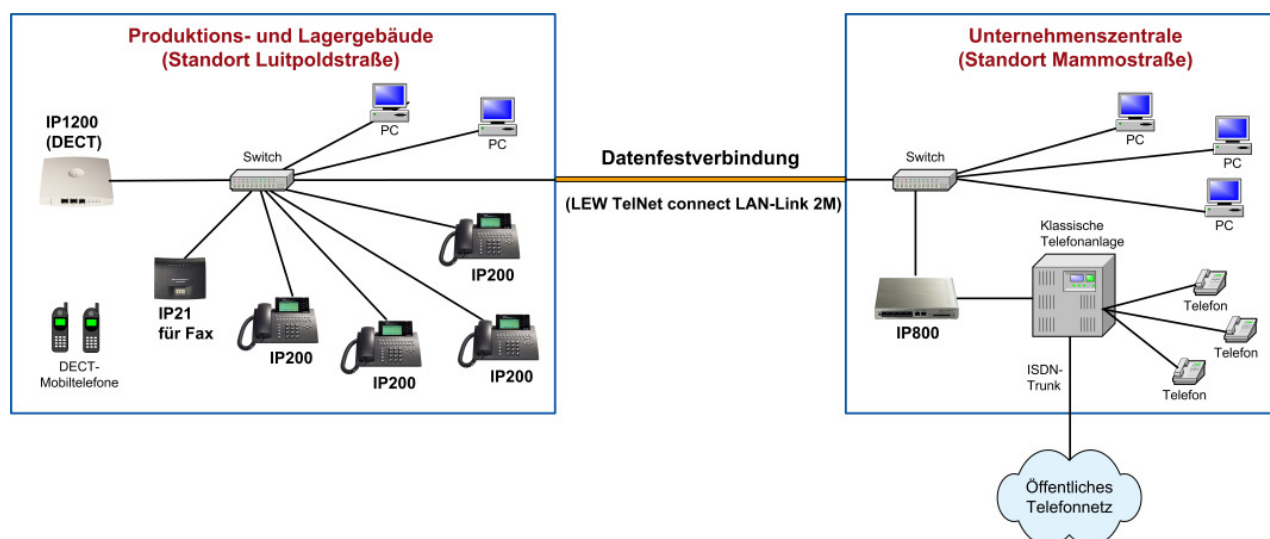 Produktions- und Lagergebäude
(Standort Luitpoldstraße)
IP1200
(DECT)
Switch
PC
PC
IP21
für Fax
IP200
IP200
IP200
IP200
DECT-
Mobiltelefone
Datenfestverbindung
(LEW TelNet connect LAN-Link 2M)
Unternehmenszentrale
(Standort Mammostraße)
Switch
PC
PC
PC
Klassische
Telefonanlage
IP800
Telefon
Telefon
Telefon
ISDN-
Trunk
Öffentliches
Telefonnetz